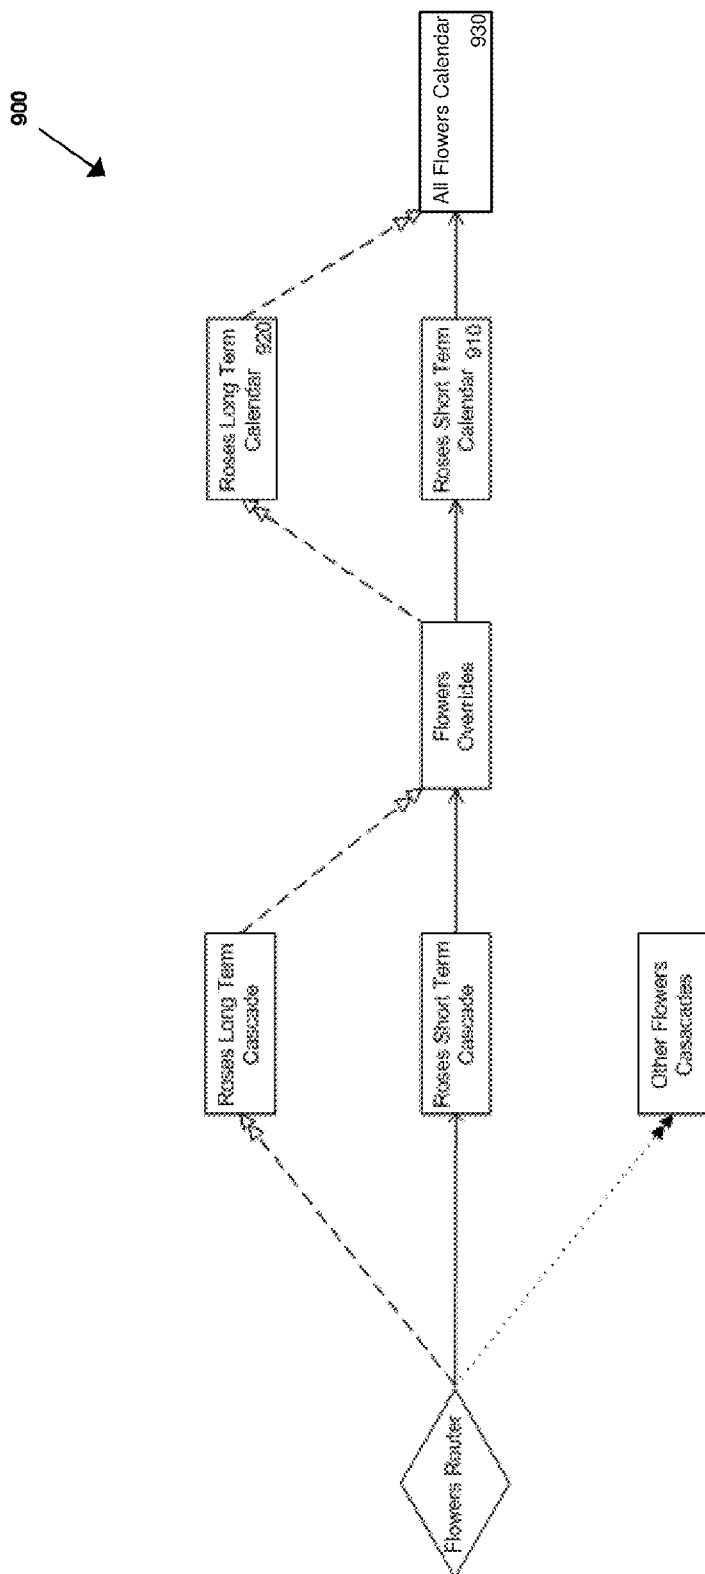 900
Flowers Router
Roses Long Term
Cascade
Roses Short Term
Cascade
Other Flowers
Casacades
Flowers
Overrides
Roses Long Term
Calendar
920
Roses Short Term
Calendar
910
All Flowers Calendar
930